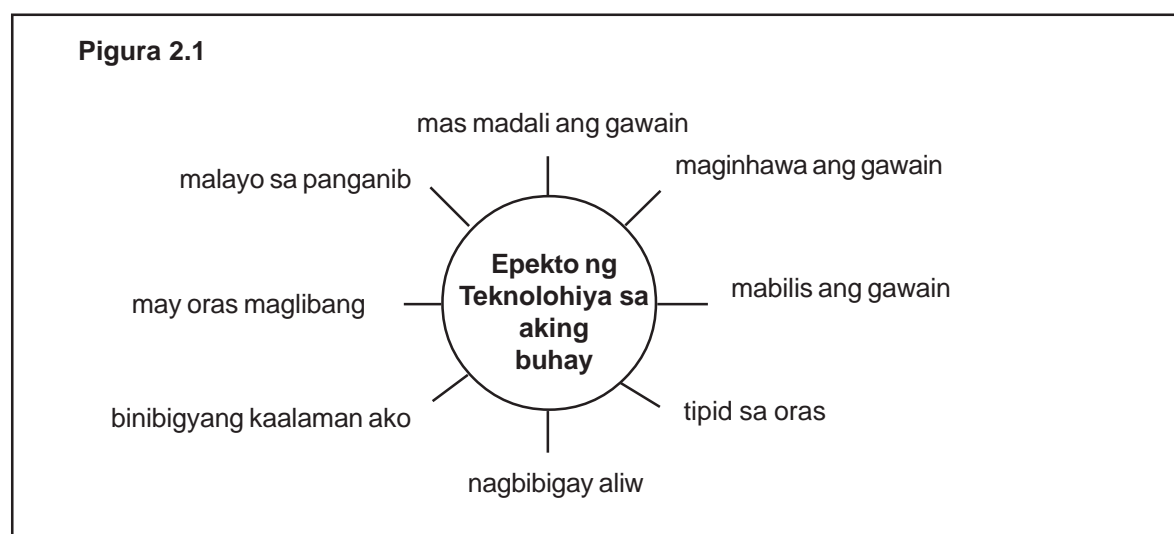 Pigura 2.1
mas madali ang gawain
malayo sa panganib
maginhawa ang gawain
Epekto ng
Teknolohiya sa
aking
buhay
may oras maglibang
mabilis ang gawain
binibigyang kaalaman ako
tipid sa oras
nagbibigay aliw